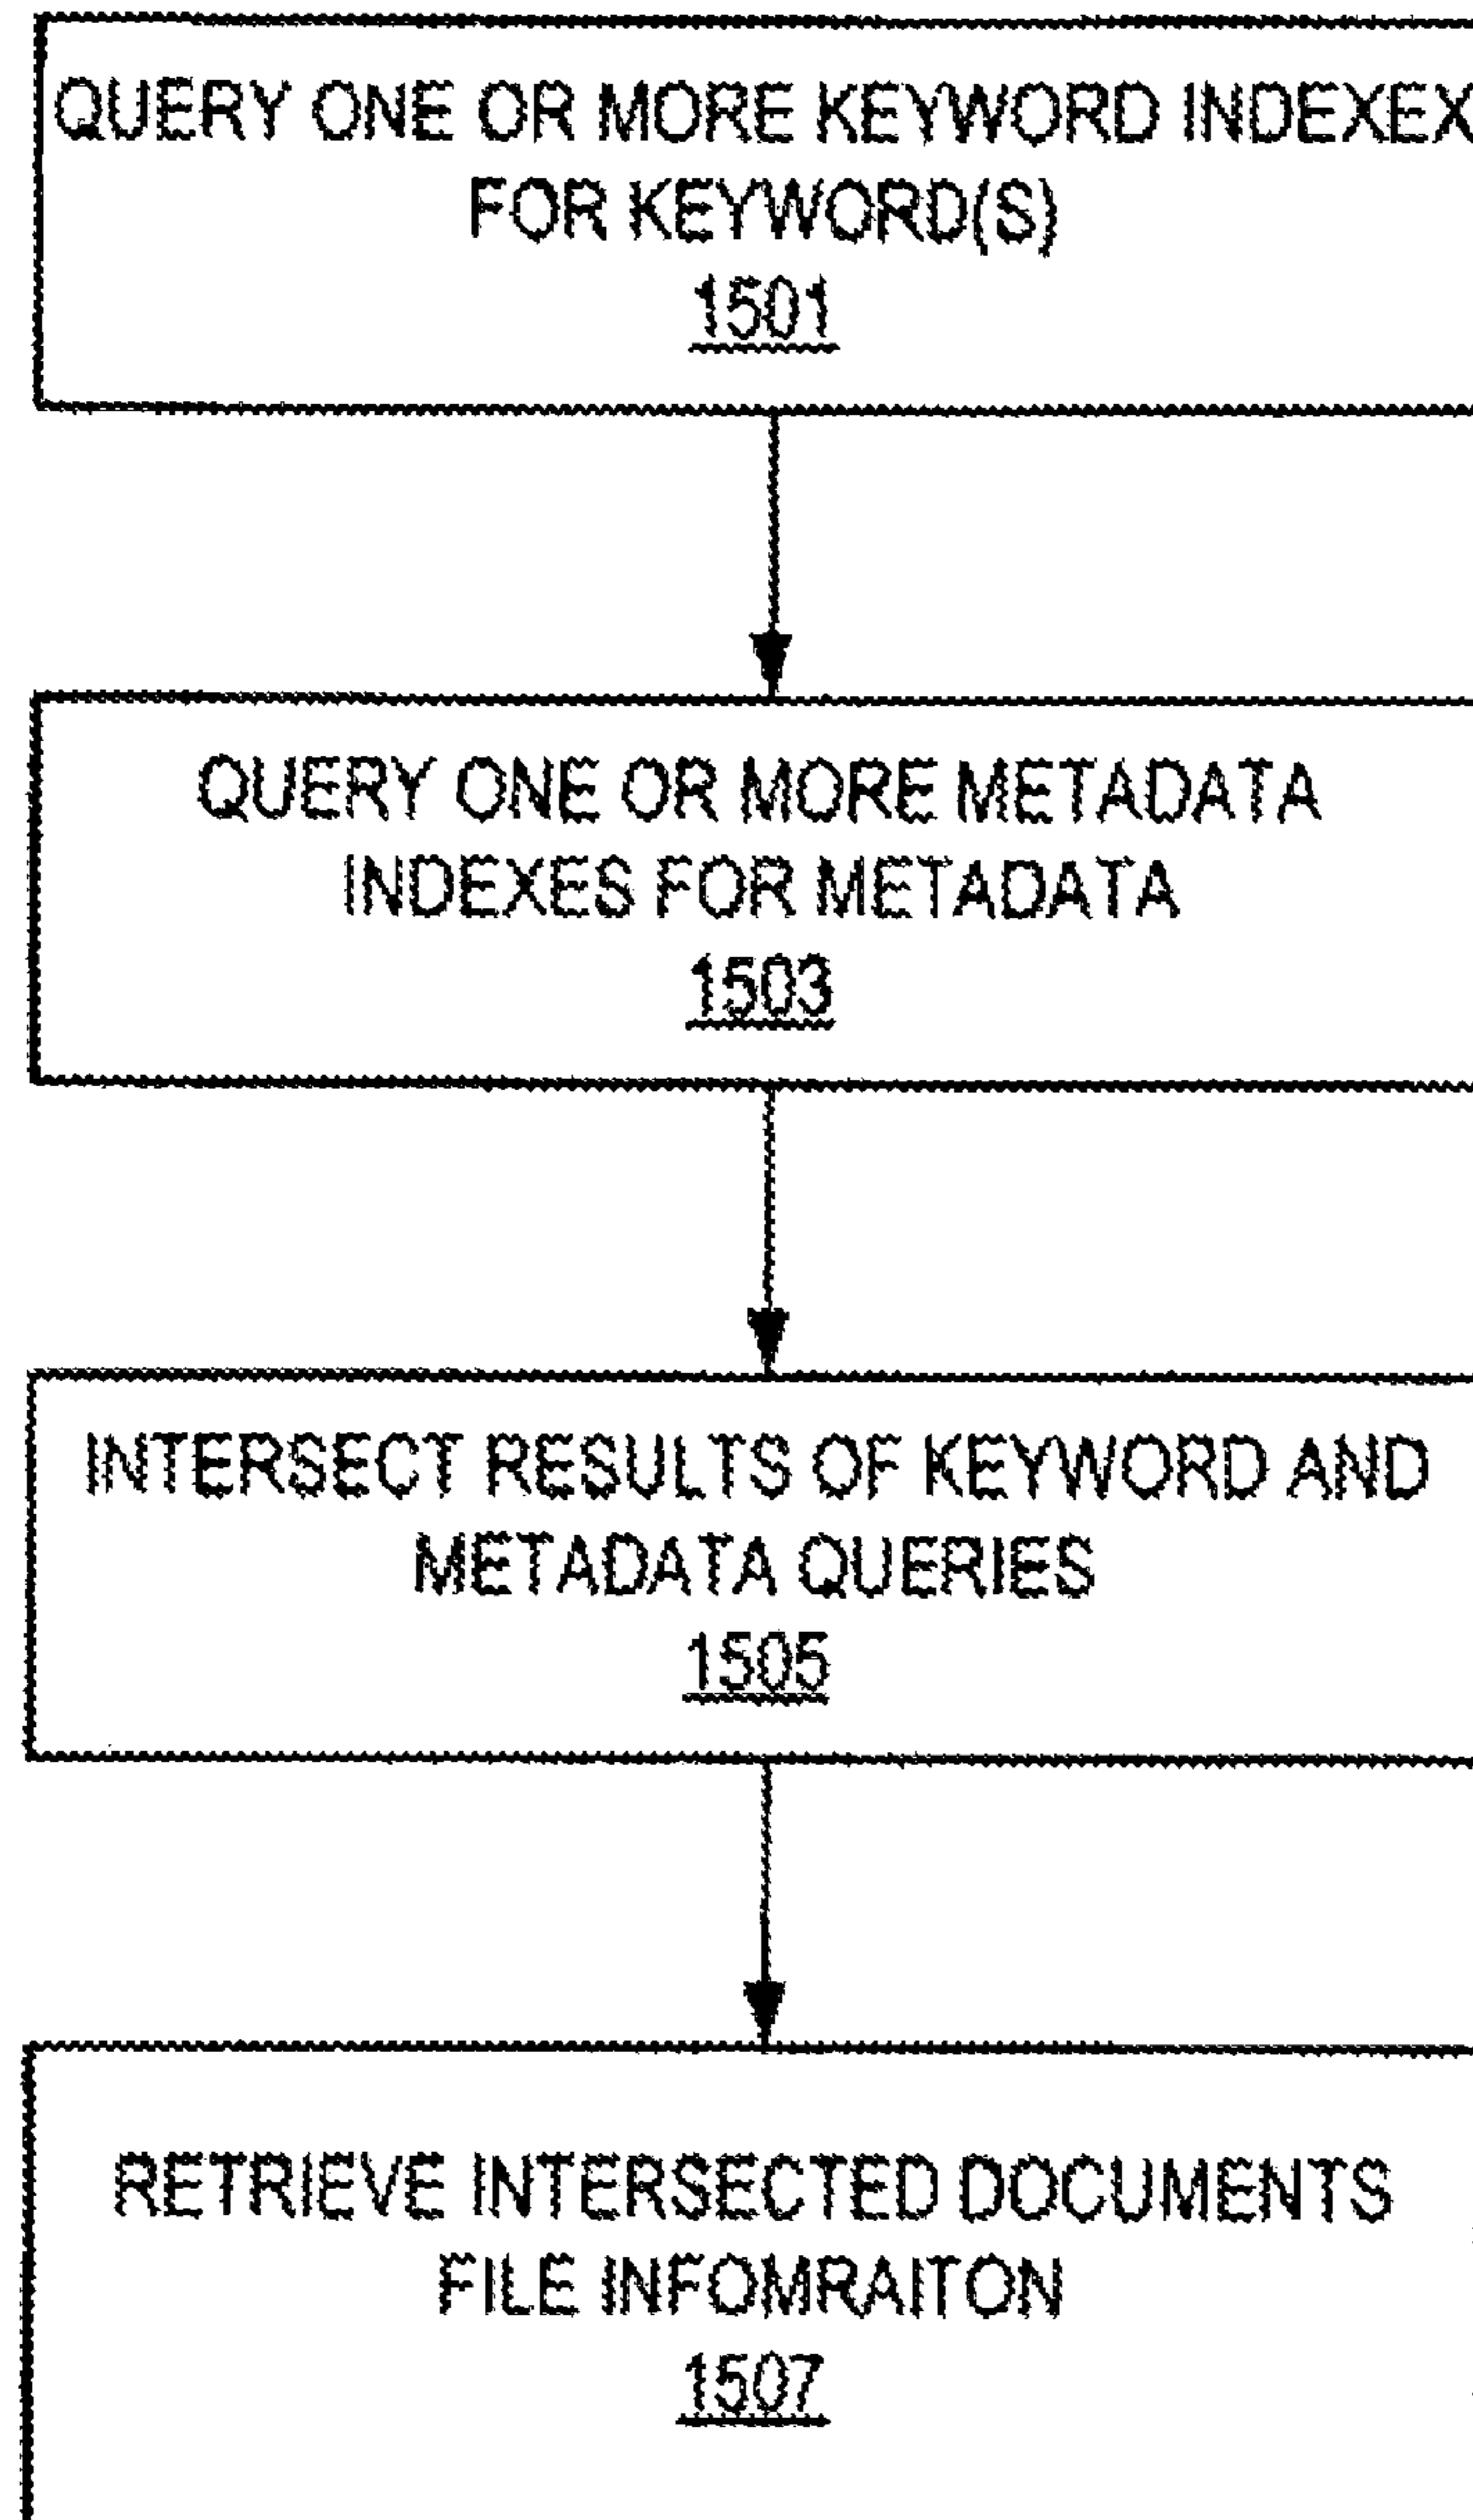 QUERY ONE OR MORE KEYWORD INDEXEX
FOR KEYWORD(S)
1501
QUERY ONE OR MORE METADATA
INDEXES FOR METADATA
1503
INTERSECT RESULTS OF KEYWORD AND
METADATA QUERIES
1505
RETRIEVE INTERSECTED DOCUMENTS
FILE INFOMRAITON
1507